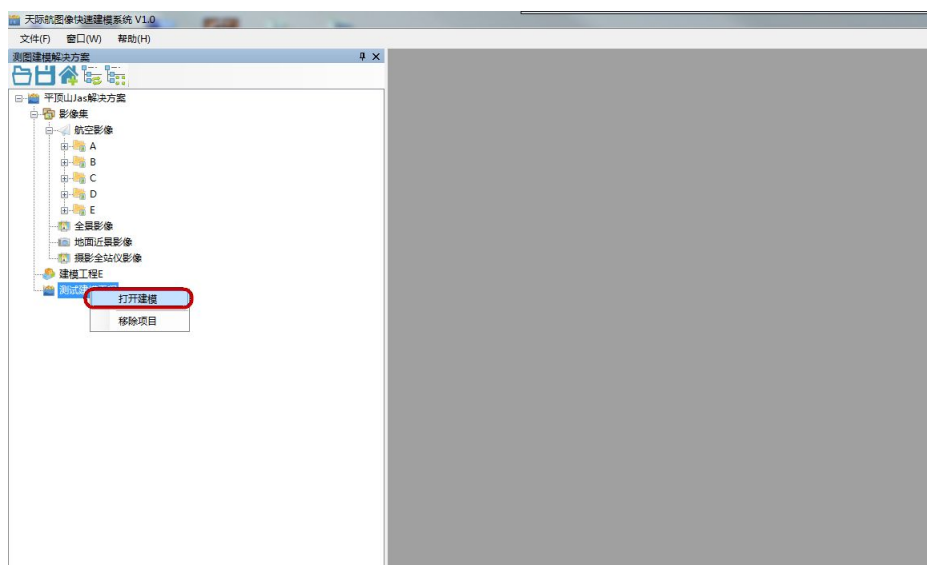 天际航图像快速建模系统 V1.0
文件(F) 窗口(W) 帮助(H)
测图建模解决方案
平顶山Jas解决方案
影像集
航空影像
A
B
C
D
E
全景影像
地面近景影像
摄影全站仪影像
建模工程E
测试建
打开建模
移除项目